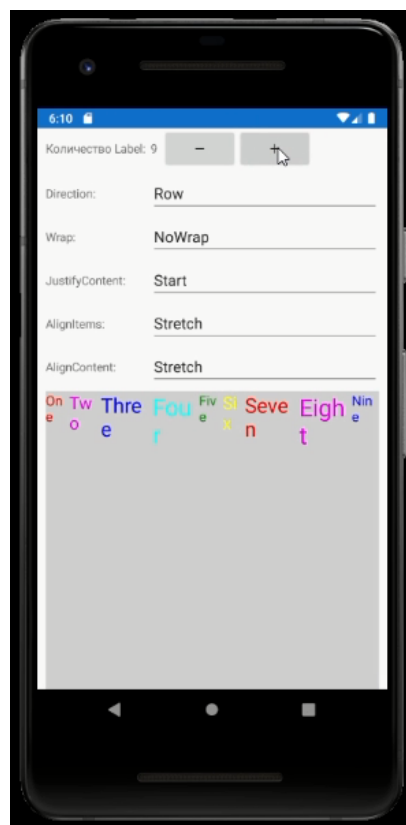 6:10
Количество Label: 9 − +
Direction: Row
Wrap: NoWrap
JustifyContent: Start
AlignItems: Stretch
AlignContent: Stretch
On Tw Thre Fou Fiv Si Seve Eigh Nin
e o e r e x n t e